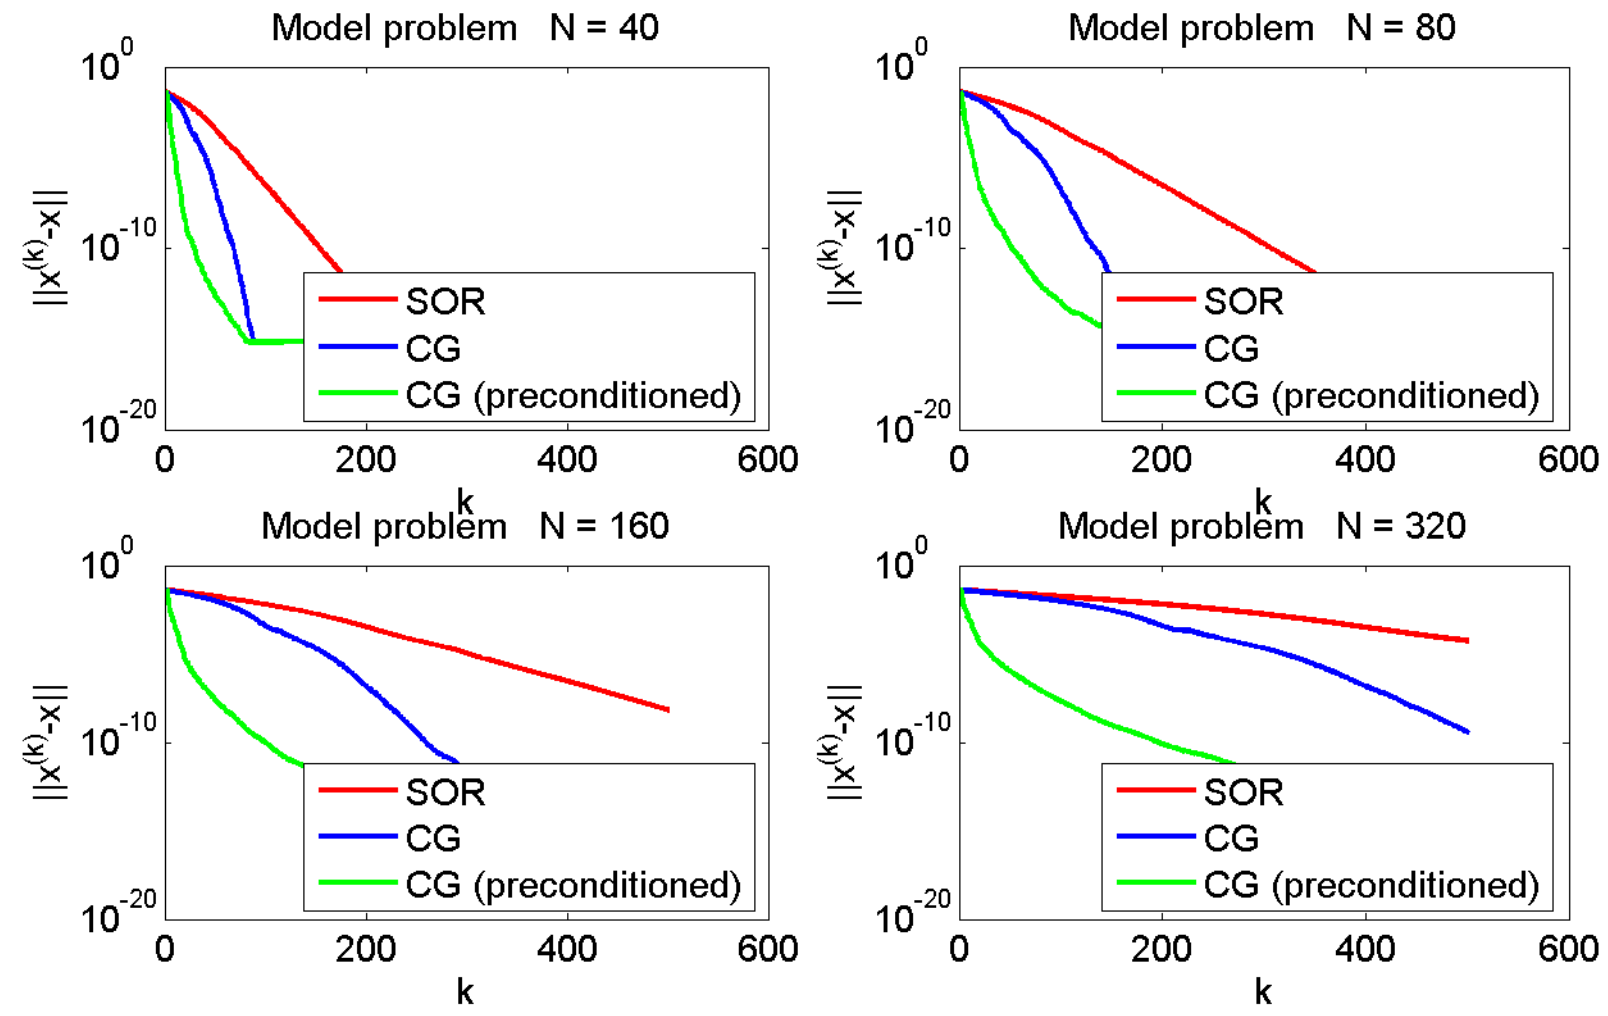 Model problem N = 40
10^0
10^-10
10^-20
||x^(k)-x||
SOR
CG
CG (preconditioned)
0 200 400 600
k
Model problem N = 80
10^0
10^-10
10^-20
||x^(k)-x||
SOR
CG
CG (preconditioned)
0 200 400 600
k
Model problem N = 160
10^0
10^-10
10^-20
||x^(k)-x||
SOR
CG
CG (preconditioned)
0 200 400 600
k
Model problem N = 320
10^0
10^-10
10^-20
||x^(k)-x||
SOR
CG
CG (preconditioned)
0 200 400 600
k